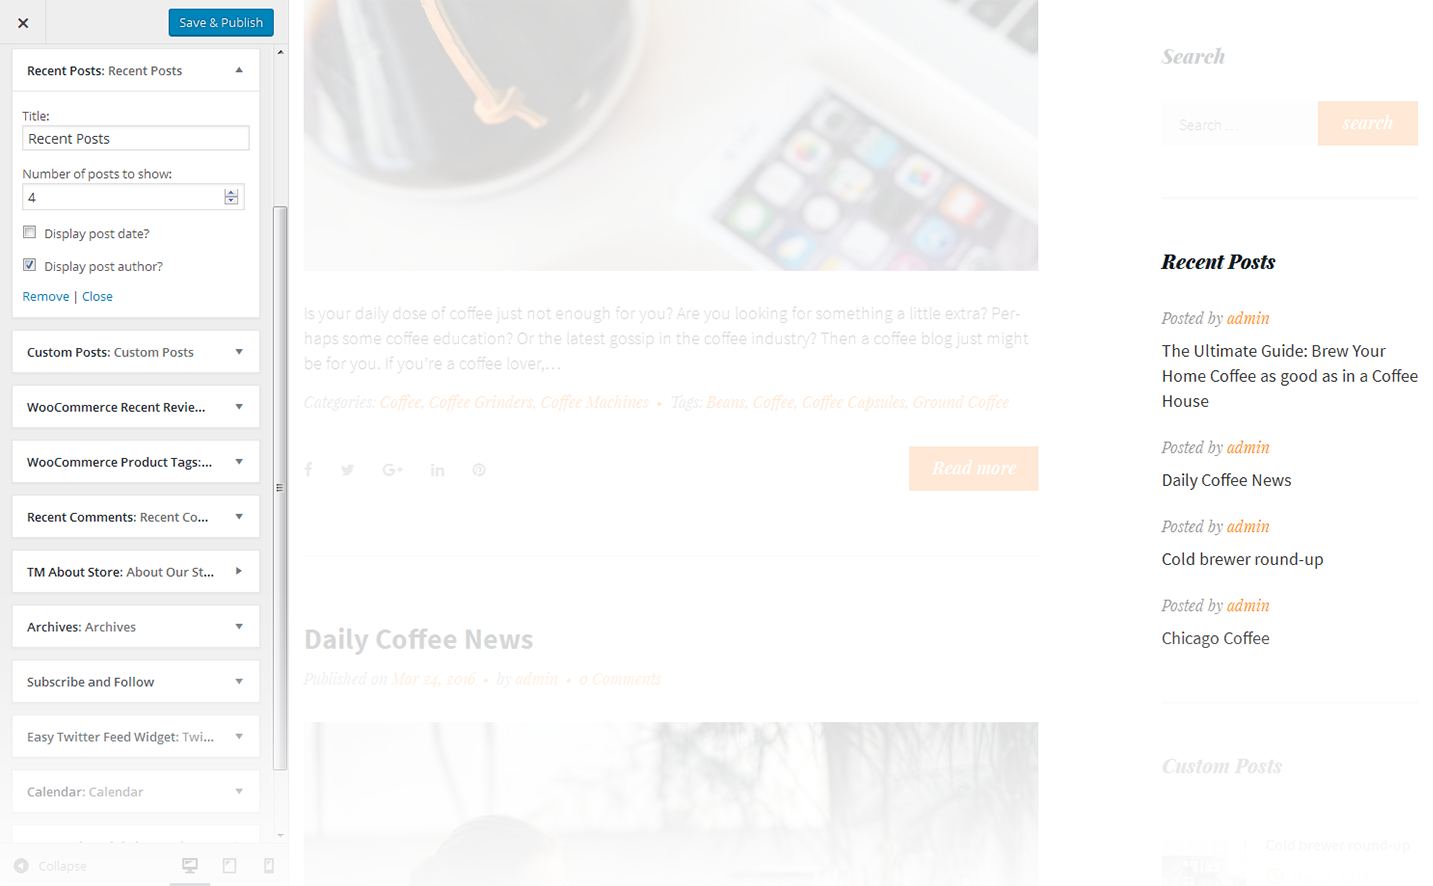 Save & Publish
Recent Posts: Recent Posts
Title:
Recent Posts
Number of posts to show:
4
Display post date?
Display post author?
Remove | Close
Custom Posts: Custom Posts
WooCommerce Recent Revie...
WooCommerce Product Tags:...
Recent Comments: Recent Co...
TM About Store: About Our St...
Archives: Archives
Subscribe and Follow
Easy Twitter Feed Widget: Twi...
Calendar: Calendar
Collapse
Is your daily dose of coffee just not enough for you? Are you looking for something a little extra? Per-
haps some coffee education? Or the latest gossip in the coffee industry? Then a coffee blog just might
be for you. If you’re a coffee lover,…
Categories: Coffee, Coffee Grinders, Coffee Machines • Tags: Beans, Coffee, Coffee Capsules, Ground Coffee
Read more
Daily Coffee News
Published on Mar 24, 2016 • by admin • 0 Comments
Search
Search …
search
Recent Posts
Posted by admin
The Ultimate Guide: Brew Your
Home Coffee as good as in a Coffee
House
Posted by admin
Daily Coffee News
Posted by admin
Cold brewer round-up
Posted by admin
Chicago Coffee
Custom Posts
Cold brewer round-up